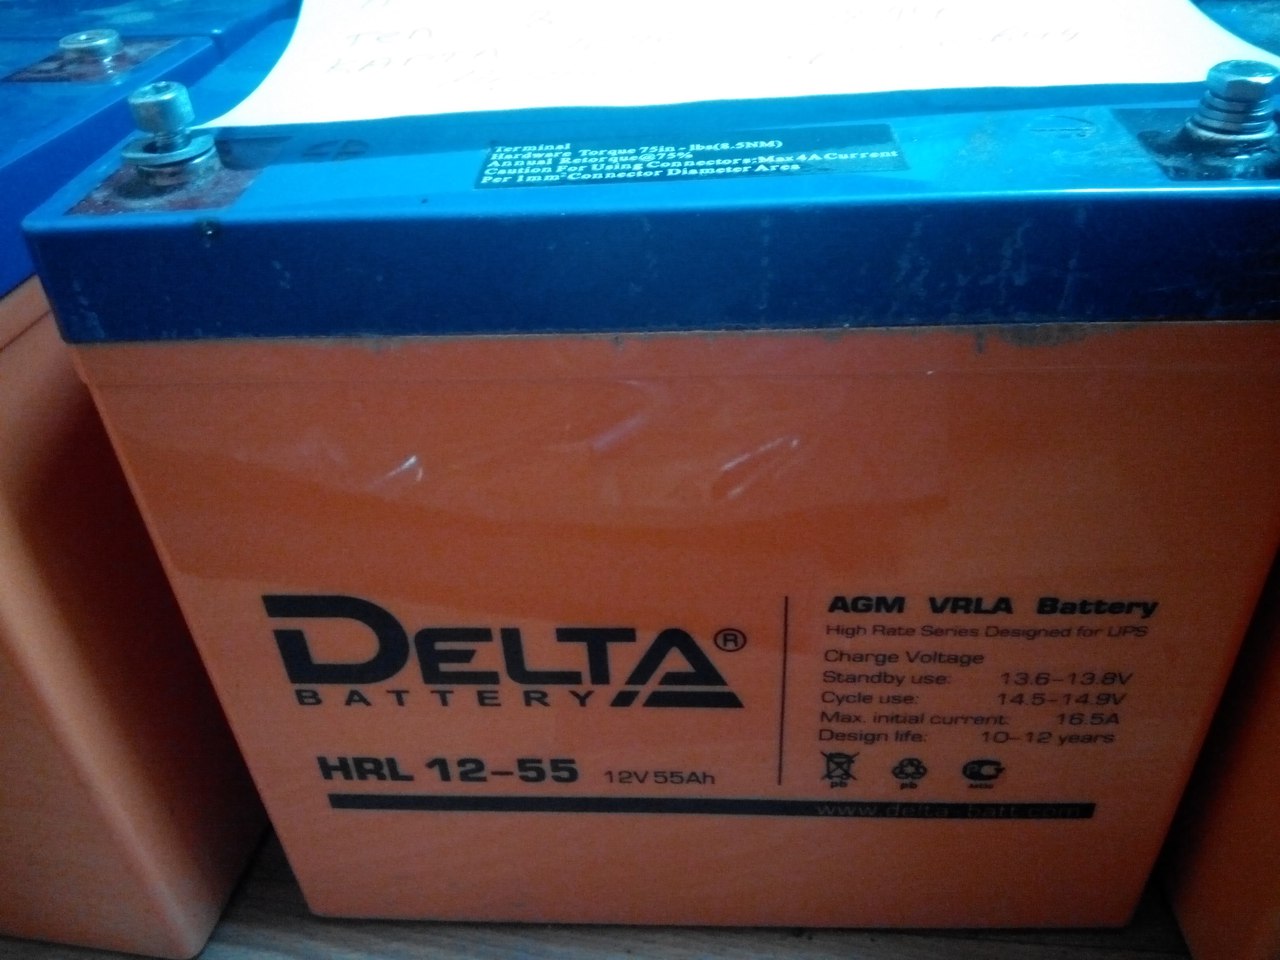 Terminal
Hardware Torque 75in-lbs(8.5NM)
Annual Retorque@75%
Caution For Using Connectors:Max 4A Current
Per 1mm² Connector Diameter Area
DELTA®
BATTERY
HRL 12-55 12V 55Ah
AGM VRLA Battery
High Rate Series Designed for UPS
Charge Voltage
Standby use: 13.6-13.8V
Cycle use: 14.5-14.9V
Max. initial current: 16.5A
Design life: 10-12 years
pb pb
www.delta-batt.com